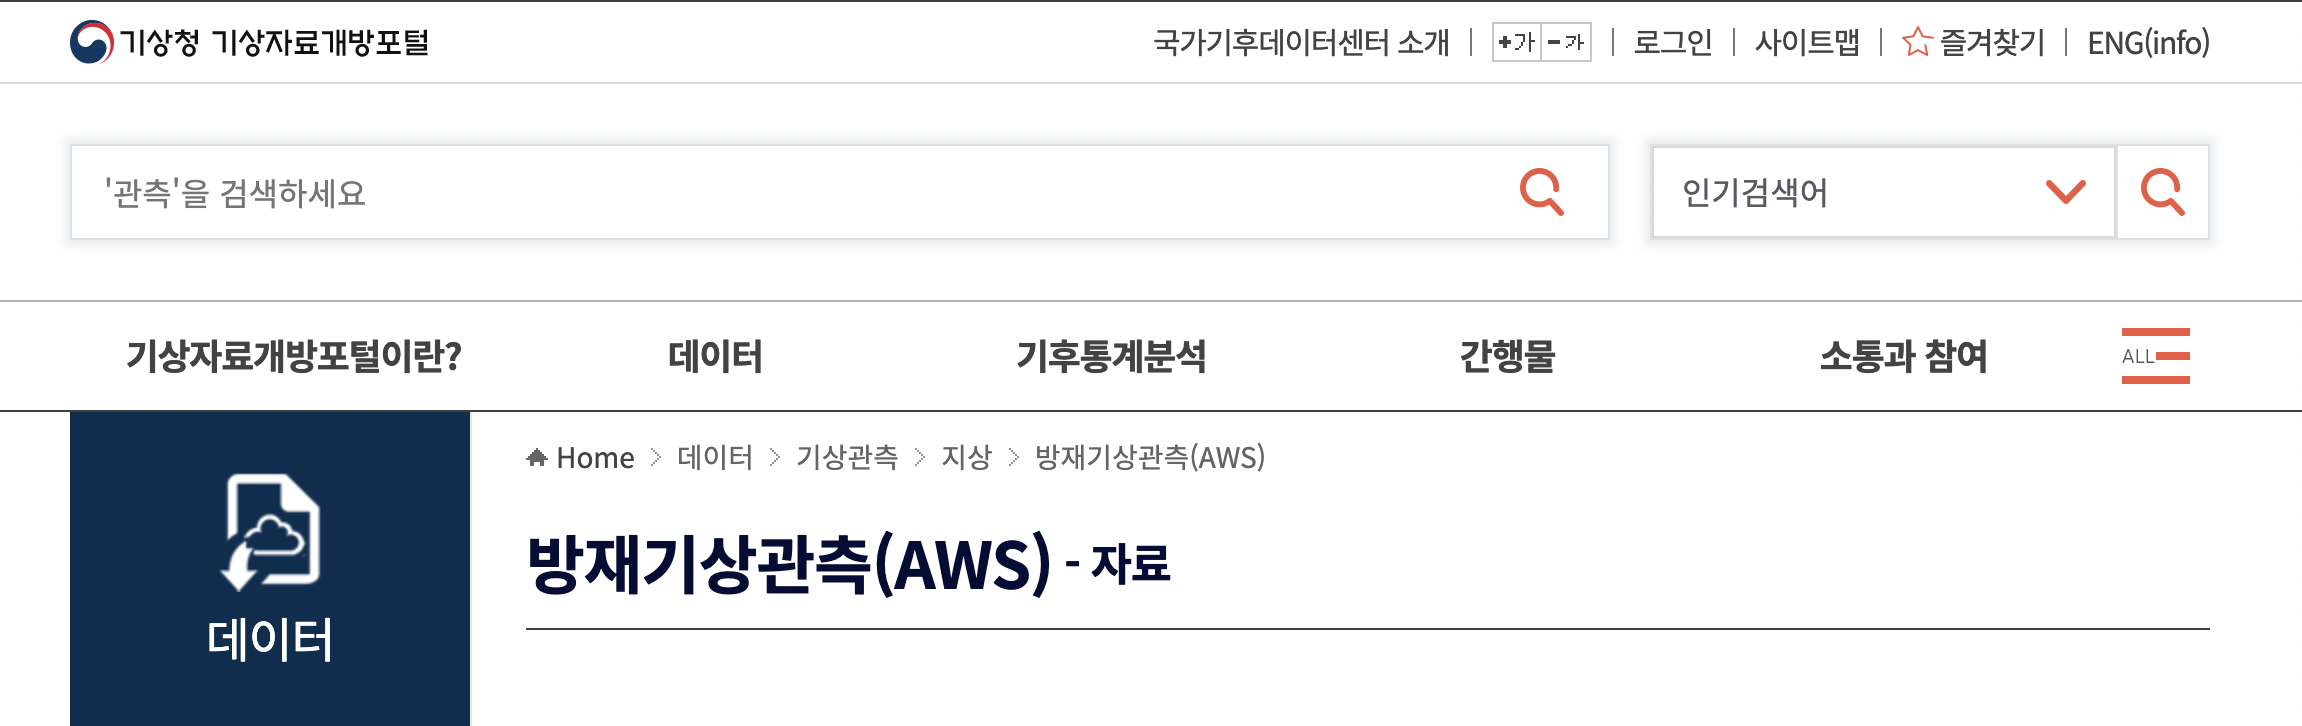 기상청 기상자료개방포털
국가기후데이터센터 소개 +가 -가 로그인 사이트맵 즐겨찾기 ENG(info)
'관측'을 검색하세요
인기검색어
기상자료개방포털이란? 데이터 기후통계분석 간행물 소통과 참여 ALL
Home > 데이터 > 기상관측 > 지상 > 방재기상관측(AWS)
방재기상관측(AWS) - 자료
데이터